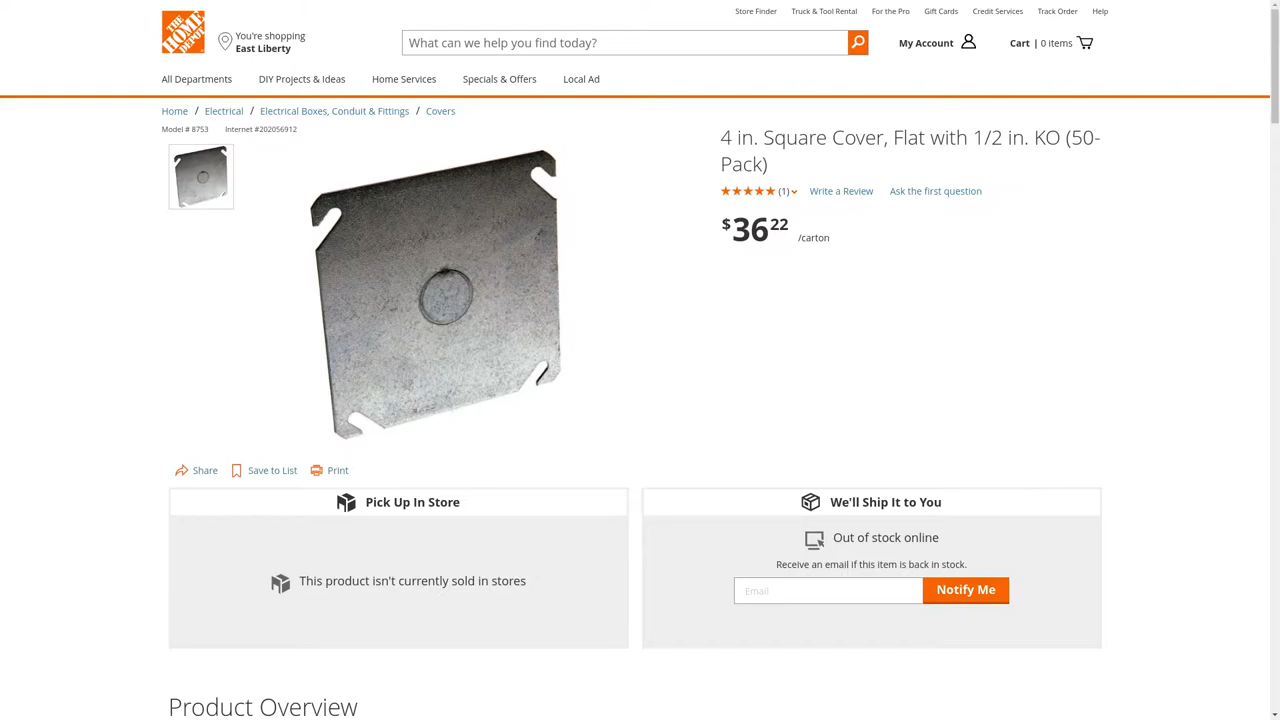 Store Finder
Truck & Tool Rental
For the Pro
Gift Cards
Credit Services
Track Order
Help
THE HOME DEPOT
You're shopping
East Liberty
What can we help you find today?
My Account
Cart | 0 items
All Departments
DIY Projects & Ideas
Home Services
Specials & Offers
Local Ad
Home / Electrical / Electrical Boxes, Conduit & Fittings / Covers
Model # 8753 Internet #202056912
4 in. Square Cover, Flat with 1/2 in. KO (50-
Pack)
(1)
Write a Review
Ask the first question
$36 22 /carton
Share
Save to List
Print
Pick Up In Store
This product isn't currently sold in stores
We'll Ship It to You
Out of stock online
Receive an email if this item is back in stock.
Email
Notify Me
Product Overview